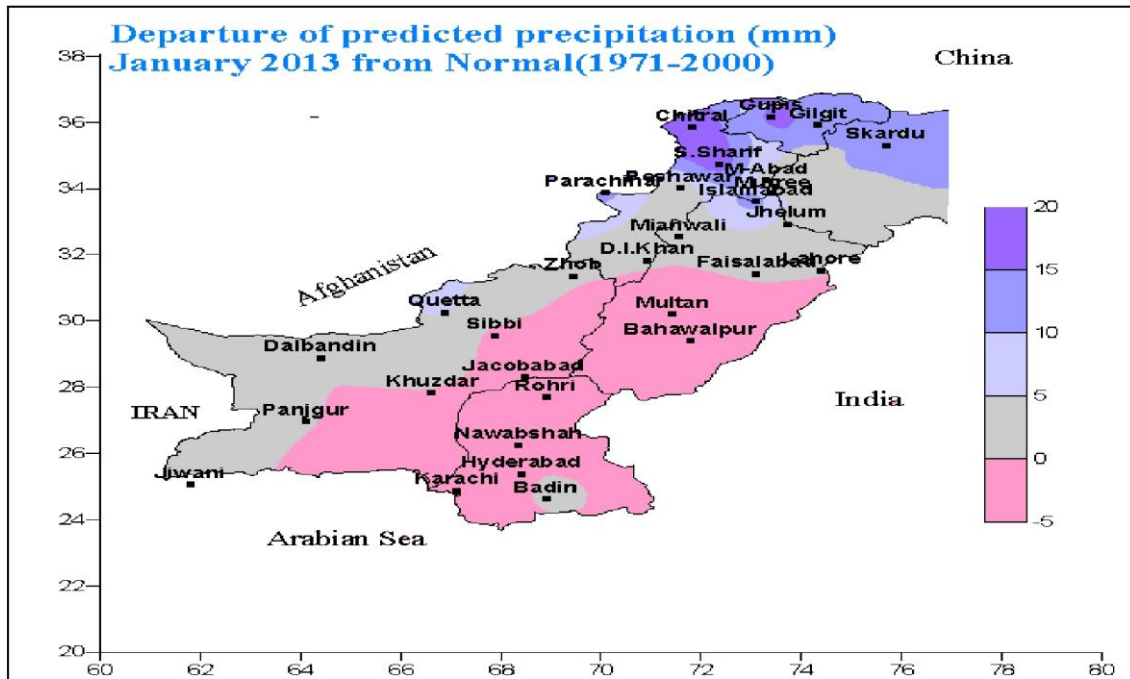 Departure of predicted precipitation (mm)
January 2013 from Normal(1971-2000)
38
China
36
Gupis
Chitral
Gilgit
Skardu
S.Sharif
M-Abad
34
Peshawar
Murree
Parachinar
Islamabad
Jhelum
Mianwali
32
D.I.Khan
Zhob
Faisalabad
Lahore
Afghanistan
Quetta
Multan
30
Sibbi
Bahawalpur
Dalbandin
Jacobabad
28
Khuzdar
Rohri
IRAN
Panjgur
India
Nawabshah
26
Hyderabad
Jiwani
Karachi
Badin
24
Arabian Sea
22
20
60
62
64
66
68
70
72
74
76
78
80
20
15
10
5
0
-5